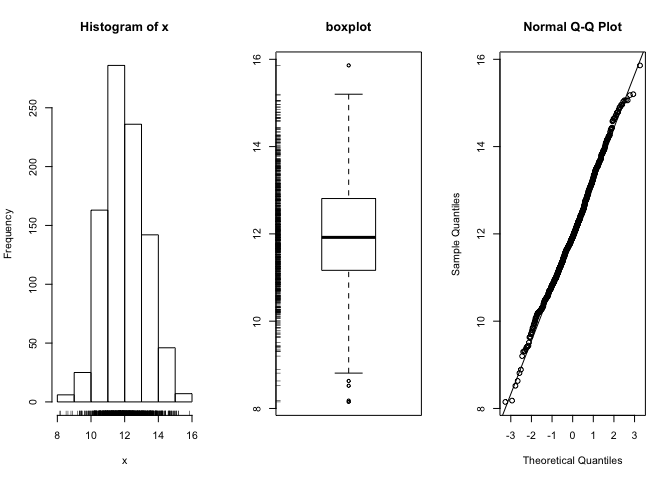 Histogram of x
Frequency
250
200
150
100
50
0
8 10 12 14 16
x
boxplot
16
14
12
10
8
Normal Q-Q Plot
Sample Quantiles
16
14
12
10
8
-3 -2 -1 0 1 2 3
Theoretical Quantiles